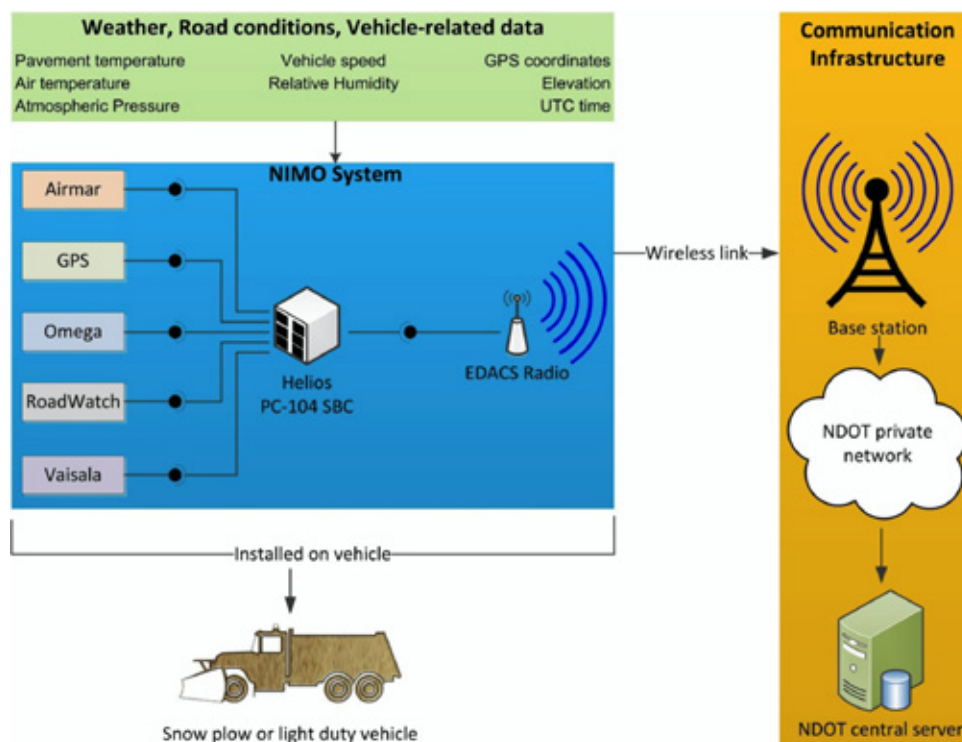 Weather, Road conditions, Vehicle-related data
Pavement temperature
Air temperature
Atmospheric Pressure
Vehicle speed
Relative Humidity
GPS coordinates
Elevation
UTC time
NIMO System
Airmar
GPS
Omega
RoadWatch
Vaisala
Helios
PC-104 SBC
EDACS Radio
Installed on vehicle
Snow plow or light duty vehicle
Wireless link
Communication
Infrastructure
Base station
NDOT private
network
NDOT central server